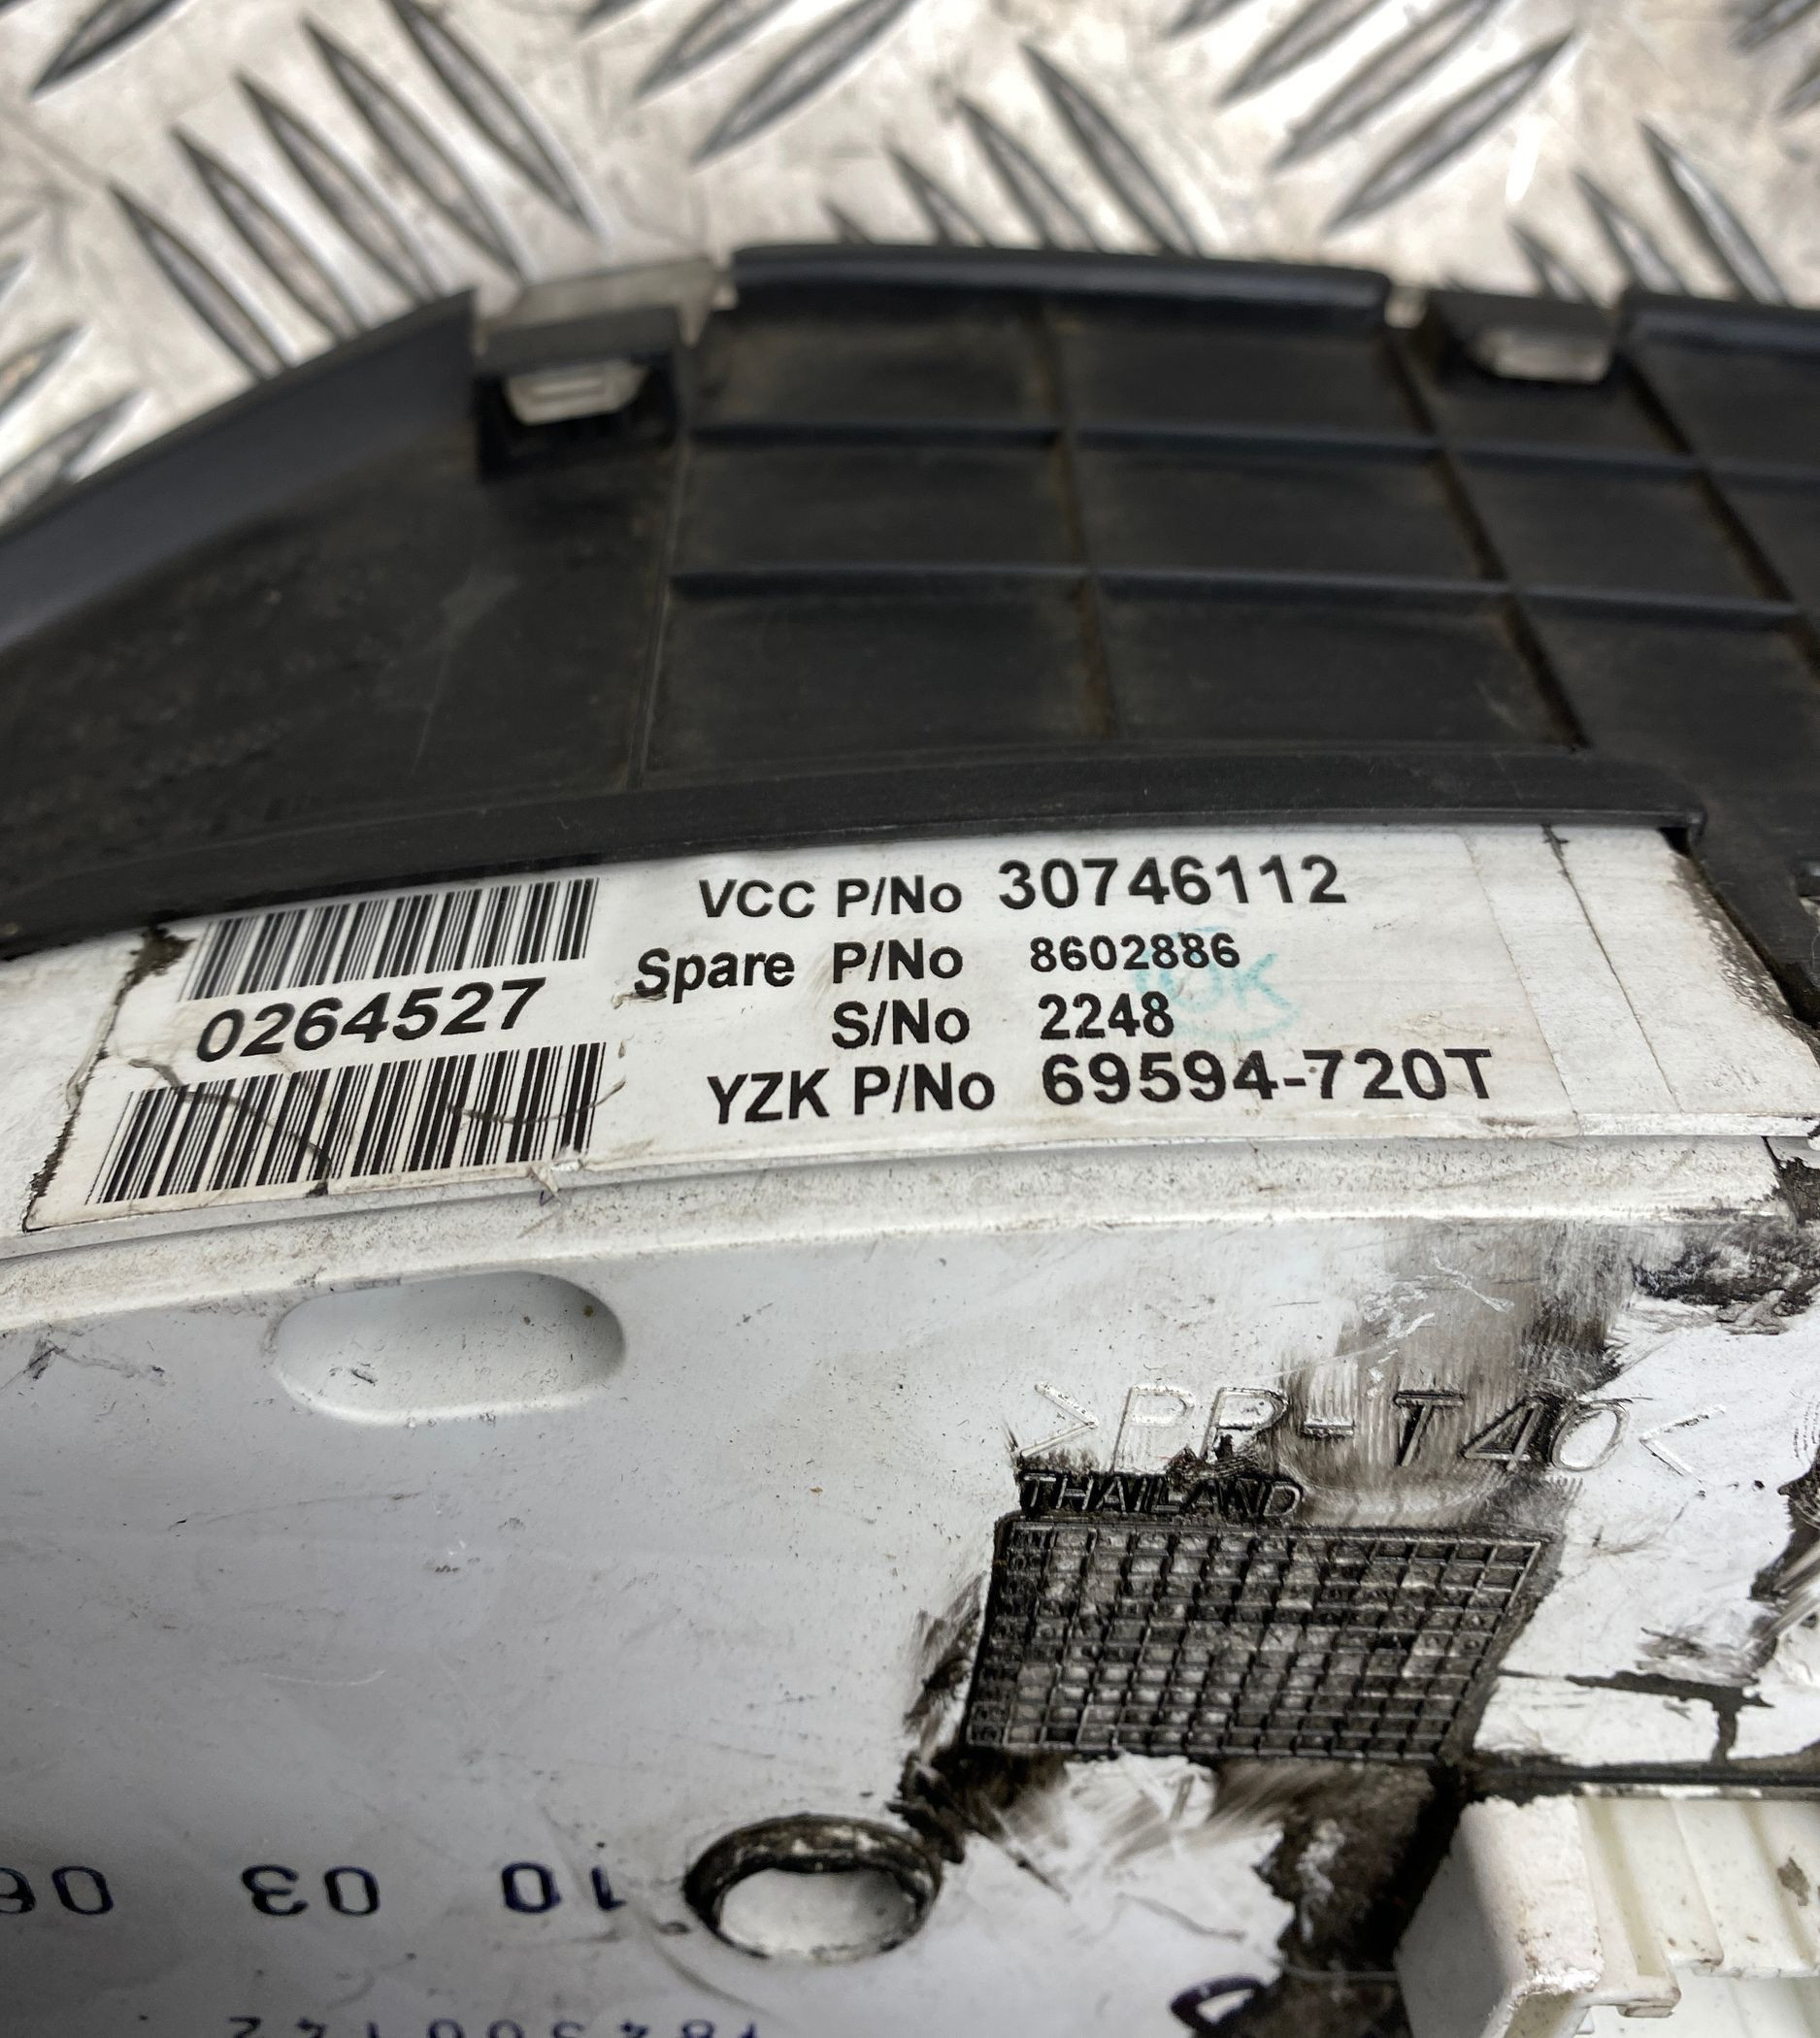 VCC P/No 30746112
Spare P/No 8602886
S/No 2248
YZK P/No 69594-720T
0264527
OK
>PP-T40<
THAILAND
10 03 06